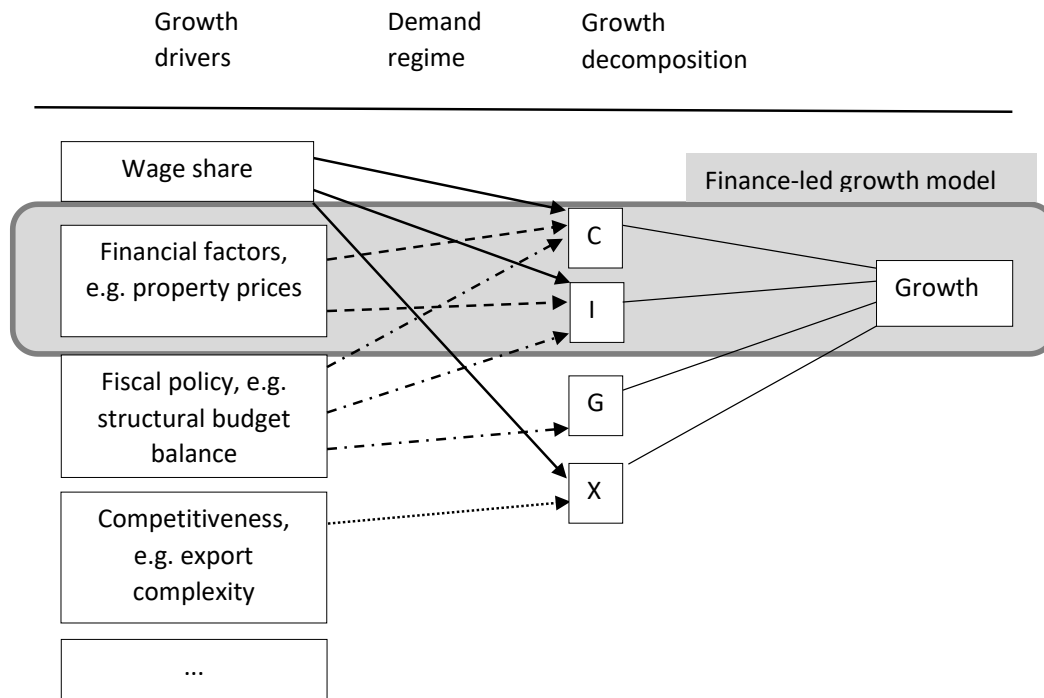 Growth
drivers
Demand
regime
Growth
decomposition
Wage share
Finance-led growth model
Financial factors,
e.g. property prices
C
I
Growth
Fiscal policy, e.g.
structural budget
balance
G
X
Competitiveness,
e.g. export
complexity
...